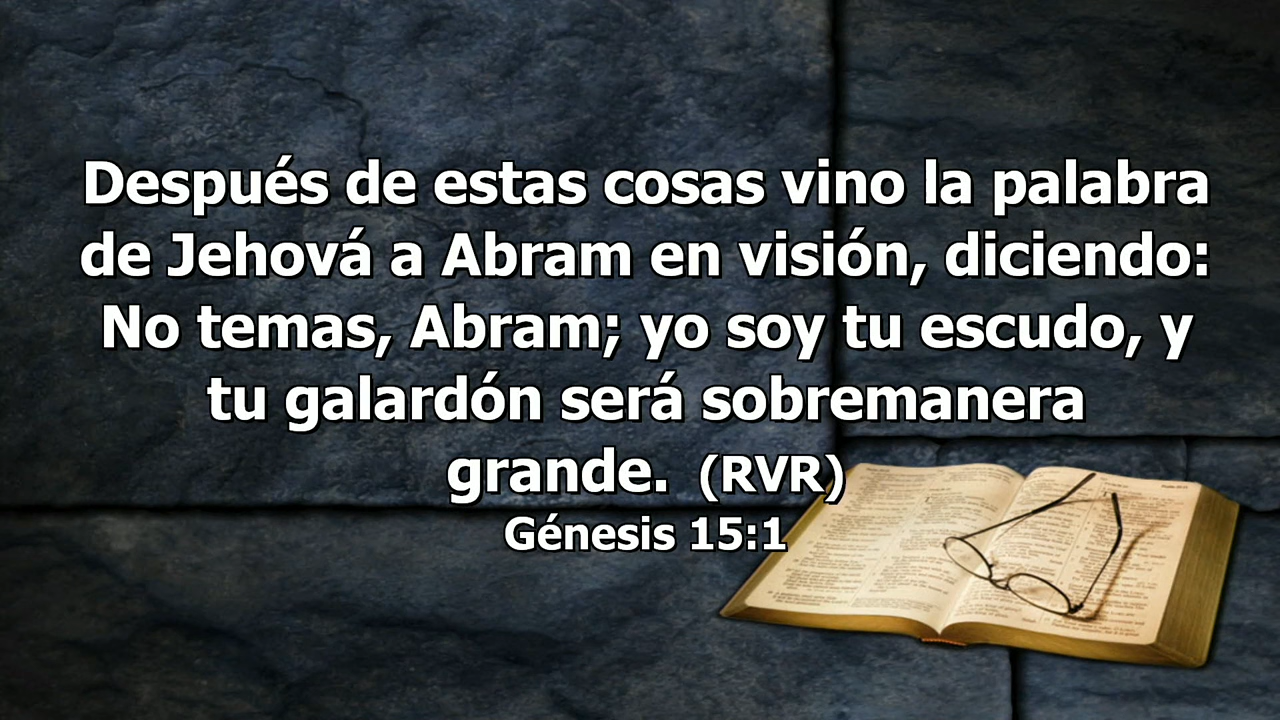 Después de estas cosas vino la palabra
de Jehová a Abram en visión, diciendo:
No temas, Abram; yo soy tu escudo, y
tu galardón será sobremanera
grande. (RVR)
Génesis 15:1